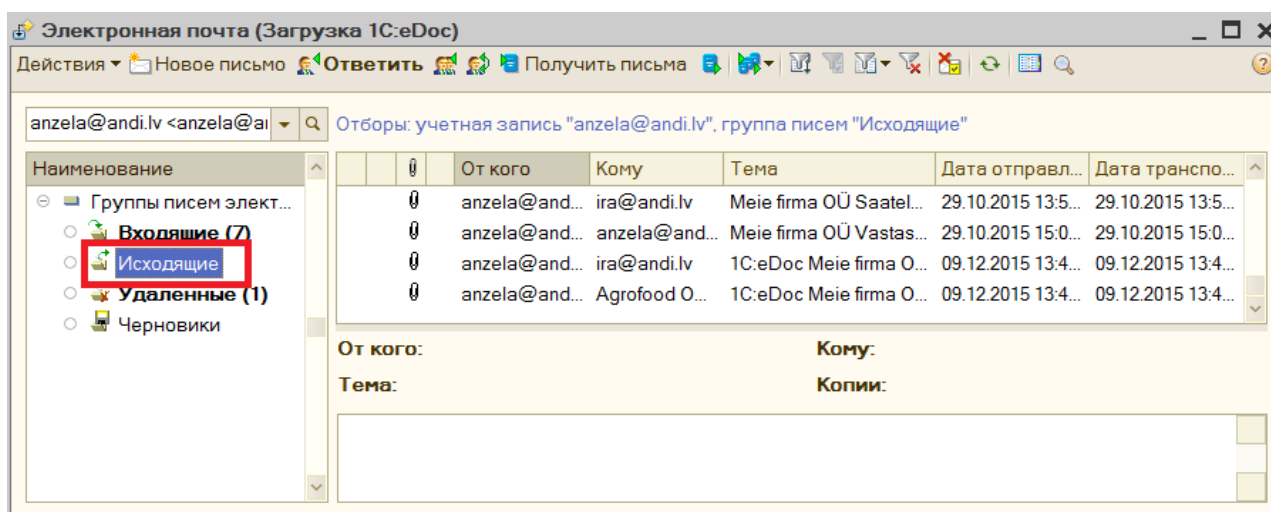 Электронная почта (Загрузка 1C:eDoc)
Действия Новое письмо Ответить Получить письма
anzela@andi.lv <anzela@ai Отборы: учетная запись "anzela@andi.lv", группа писем "Исходящие"
Наименование От кого Кому Тема Дата отправл... Дата транспо...
Группы писем элект... anzela@and... ira@andi.lv Meie firma OÜ Saatel... 29.10.2015 13:5... 29.10.2015 13:5...
Входящие (7) anzela@and... anzela@and... Meie firma OÜ Vastas... 29.10.2015 15:0... 29.10.2015 15:0...
Исходящие anzela@and... ira@andi.lv 1C:eDoc Meie firma O... 09.12.2015 13:4... 09.12.2015 13:4...
Удаленные (1) anzela@and... Agrofood O... 1C:eDoc Meie firma O... 09.12.2015 13:4... 09.12.2015 13:4...
Черновики
От кого: Кому:
Тема: Копии: